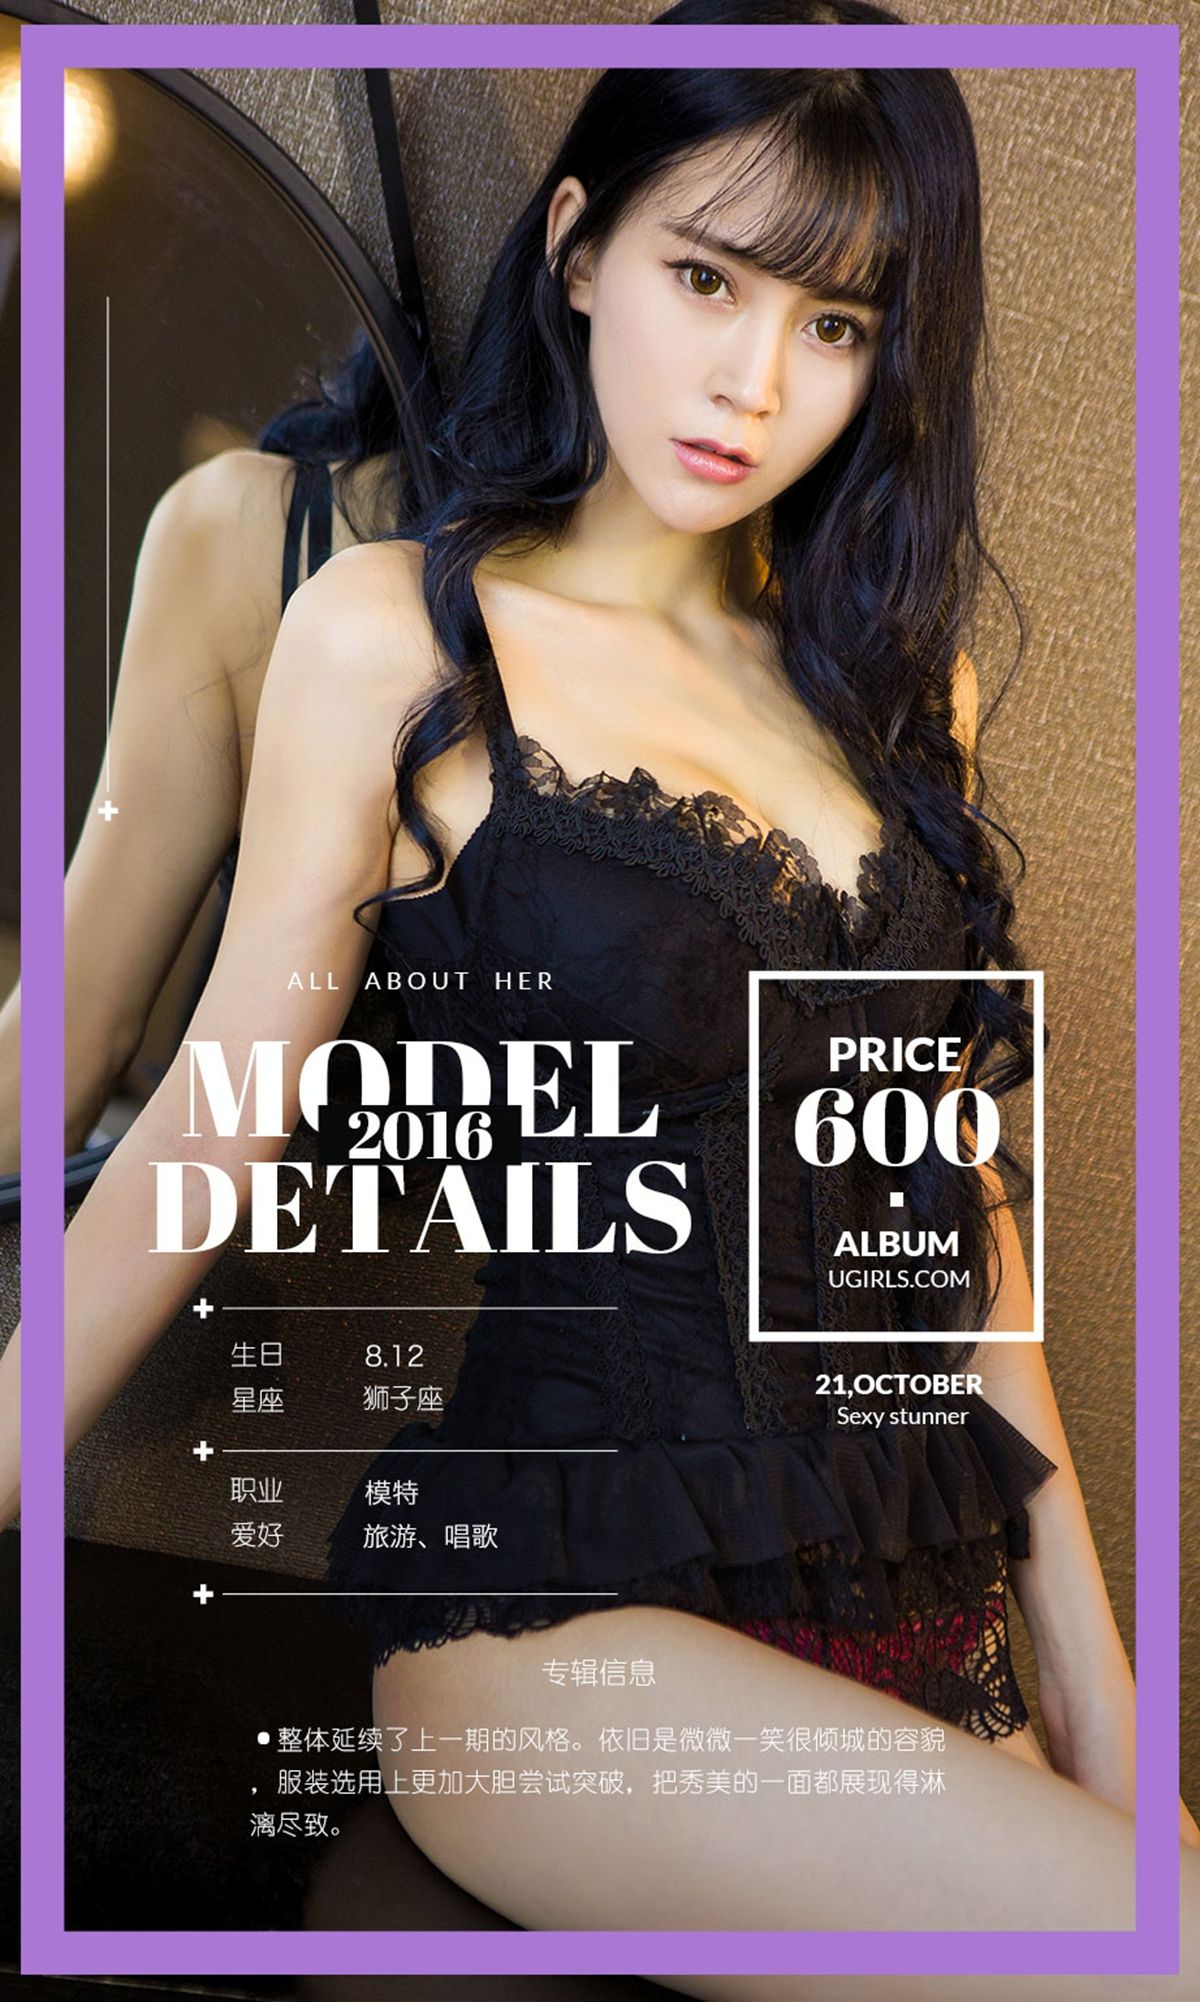 ALL ABOUT HER
MODEL
2016
DETAILS
PRICE
600
ALBUM
UGIRLS.COM
21,OCTOBER
Sexy stunner
生日 8.12
星座 狮子座
职业 模特
爱好 旅游、唱歌
专辑信息
•整体延续了上一期的风格。依旧是微微一笑很倾城的容貌
，服装选用上更加大胆尝试突破，把秀美的一面都展现得淋
漓尽致。